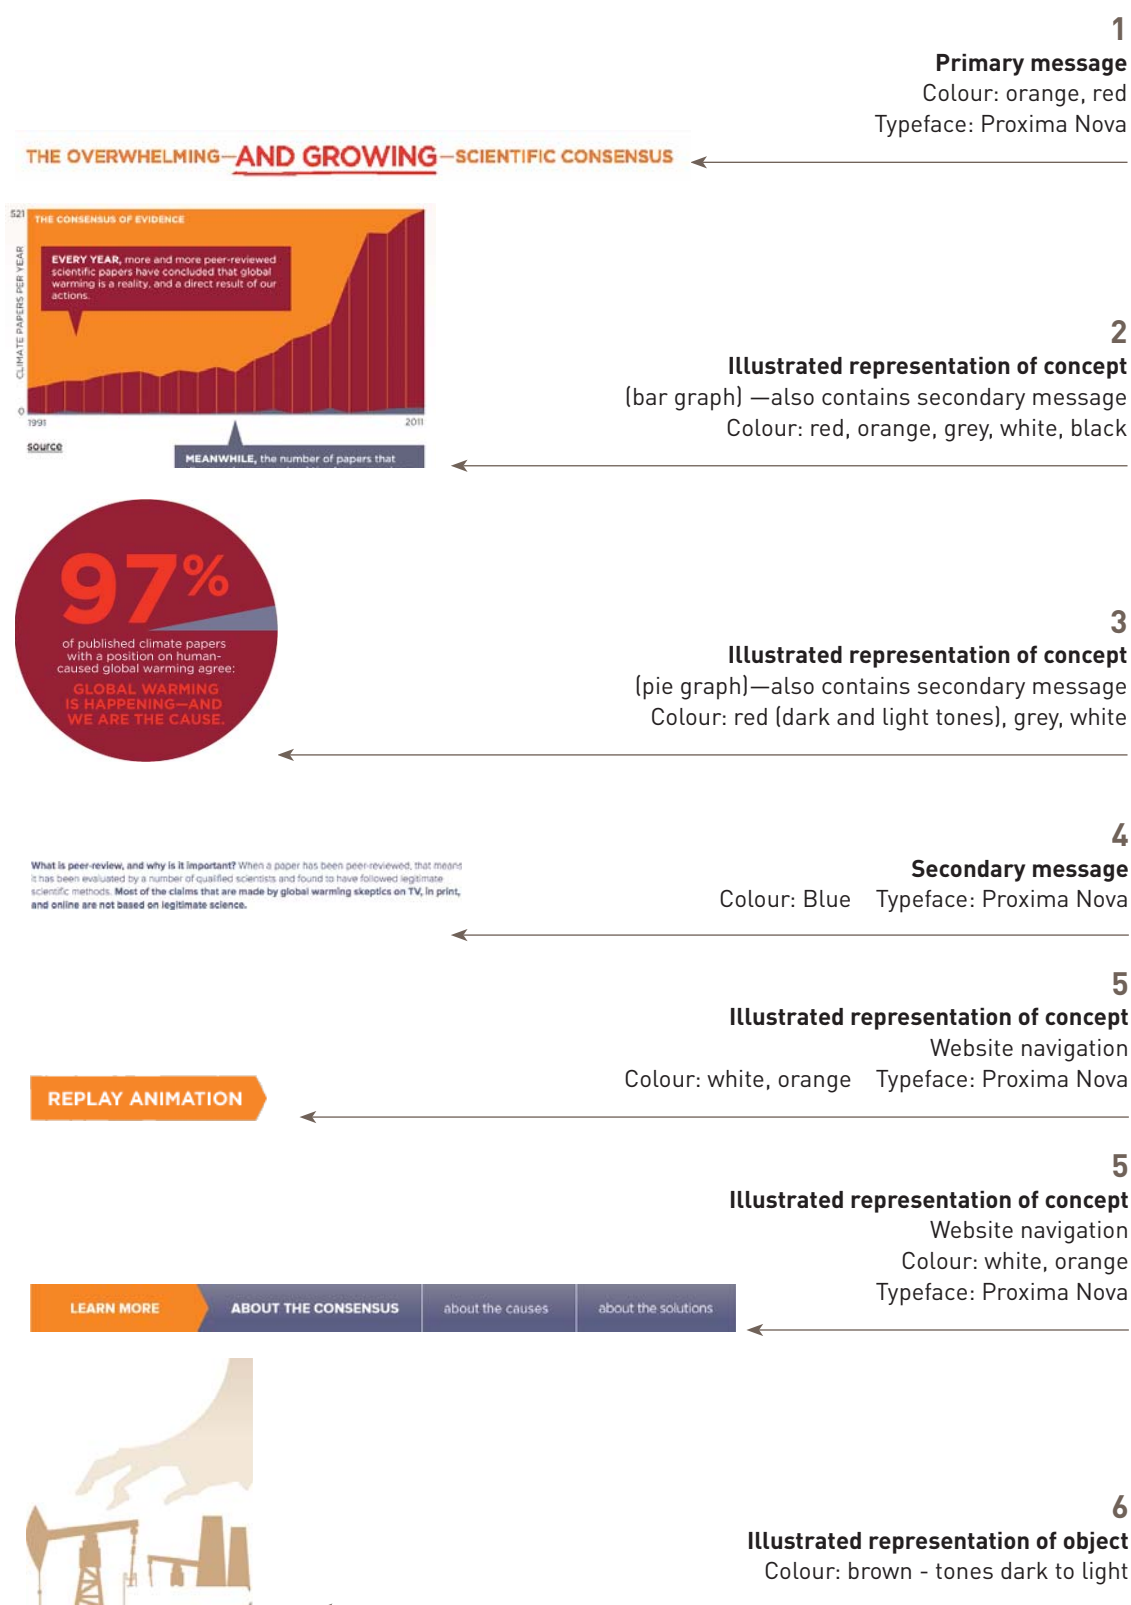 1
Primary message
Colour: orange, red
Typeface: Proxima Nova
THE OVERWHELMING—AND GROWING—SCIENTIFIC CONSENSUS
521
THE CONSENSUS OF EVIDENCE
EVERY YEAR, more and more peer-reviewed
scientific papers have concluded that global
warming is a reality, and a direct result of our
actions.
CLIMATE PAPERS PER YEAR
0
1991
2011
source
MEANWHILE, the number of papers that
2
Illustrated representation of concept
(bar graph) —also contains secondary message
Colour: red, orange, grey, white, black
97%
of published climate papers
with a position on human-
caused global warming agree:
GLOBAL WARMING
IS HAPPENING—AND
WE ARE THE CAUSE.
3
Illustrated representation of concept
(pie graph)—also contains secondary message
Colour: red (dark and light tones), grey, white
4
Secondary message
Colour: Blue Typeface: Proxima Nova
What is peer-review, and why is it important? When a paper has been peer-reviewed, that means
it has been evaluated by a number of qualified scientists and found to have followed legitimate
scientific methods. Most of the claims that are made by global warming skeptics on TV, in print,
and online are not based on legitimate science.
5
Illustrated representation of concept
Website navigation
Colour: white, orange Typeface: Proxima Nova
REPLAY ANIMATION
5
Illustrated representation of concept
Website navigation
Colour: white, orange
Typeface: Proxima Nova
LEARN MORE ABOUT THE CONSENSUS about the causes about the solutions
6
Illustrated representation of object
Colour: brown - tones dark to light